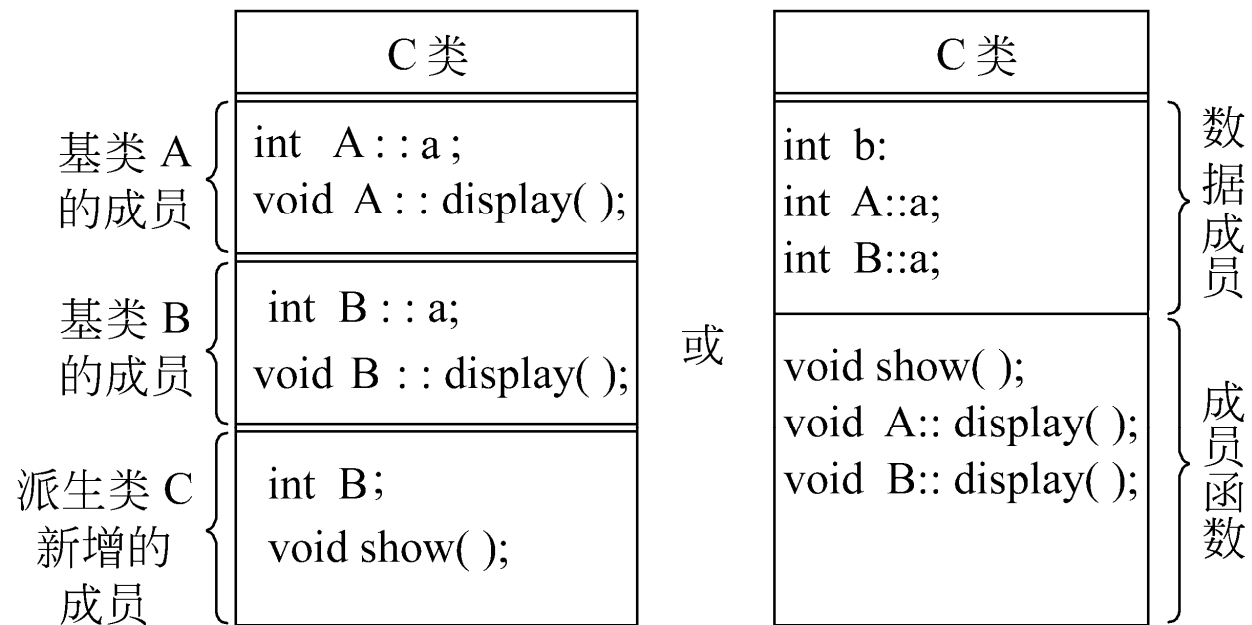 C 类
基类 A
的成员
int A : : a ;
void A : : display( );
基类 B
的成员
int B : : a;
void B : : display( );
派生类 C
新增的
成员
int B;
void show( );
或
C 类
int b:
int A::a;
int B::a;
数据成员
void show( );
void A:: display( );
void B:: display( );
成员函数